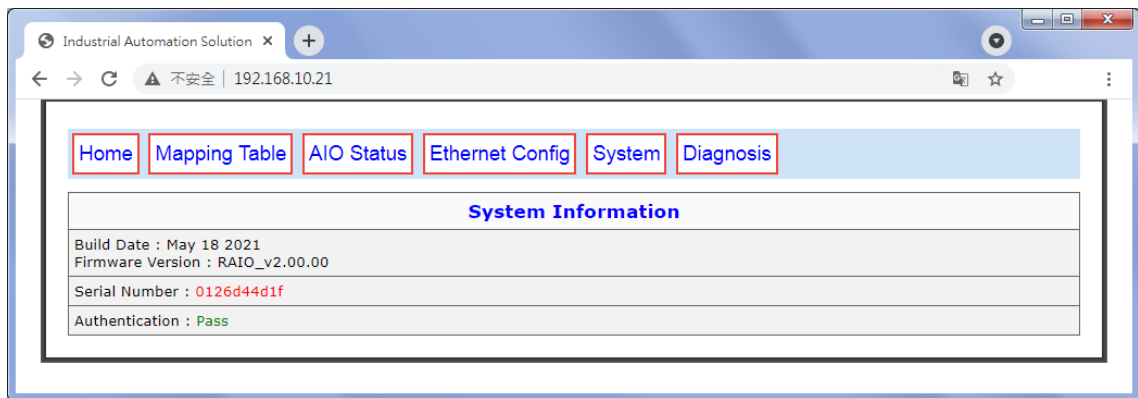 Industrial Automation Solution
不安全 | 192.168.10.21
Home Mapping Table AIO Status Ethernet Config System Diagnosis
System Information
Build Date : May 18 2021
Firmware Version : RAIO_v2.00.00
Serial Number : 0126d44d1f
Authentication : Pass